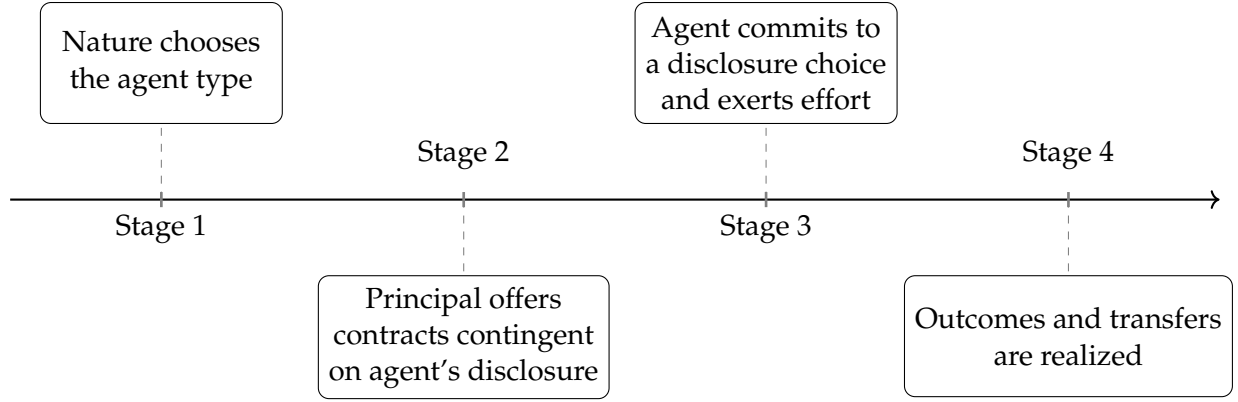 Nature chooses
the agent type
Stage 1
Stage 2
Principal offers
contracts contingent
on agent's disclosure
Agent commits to
a disclosure choice
and exerts effort
Stage 3
Stage 4
Outcomes and transfers
are realized